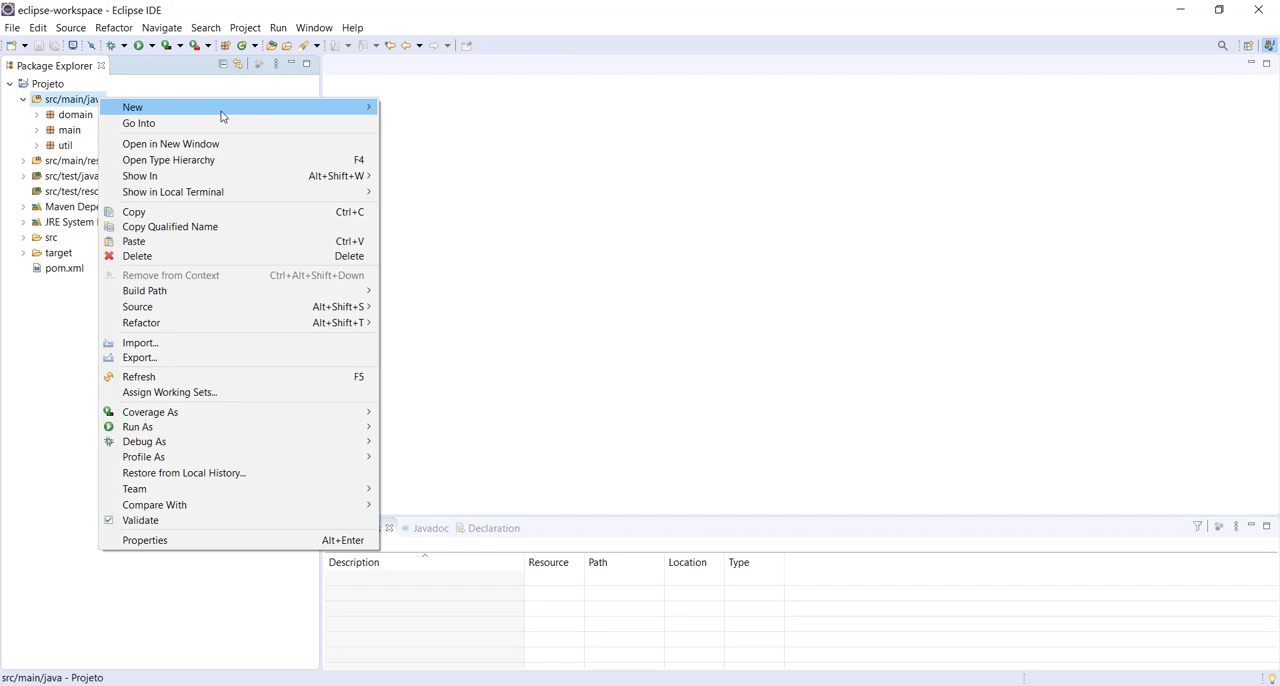 eclipse-workspace - Eclipse IDE
File Edit Source Refactor Navigate Search Project Run Window Help
Package Explorer
Projeto
src/main/jav
domain
main
util
src/main/res
src/test/java
src/test/reso
Maven Depe
JRE System
src
target
pom.xml
New
Go Into
Open in New Window
Open Type Hierarchy F4
Show In Alt+Shift+W
Show in Local Terminal
Copy Ctrl+C
Copy Qualified Name
Paste Ctrl+V
Delete Delete
Remove from Context Ctrl+Alt+Shift+Down
Build Path
Source Alt+Shift+S
Refactor Alt+Shift+T
Import...
Export...
Refresh F5
Assign Working Sets...
Coverage As
Run As
Debug As
Profile As
Restore from Local History...
Team
Compare With
Validate
Properties Alt+Enter
Javadoc Declaration
Description Resource Path Location Type
src/main/java - Projeto